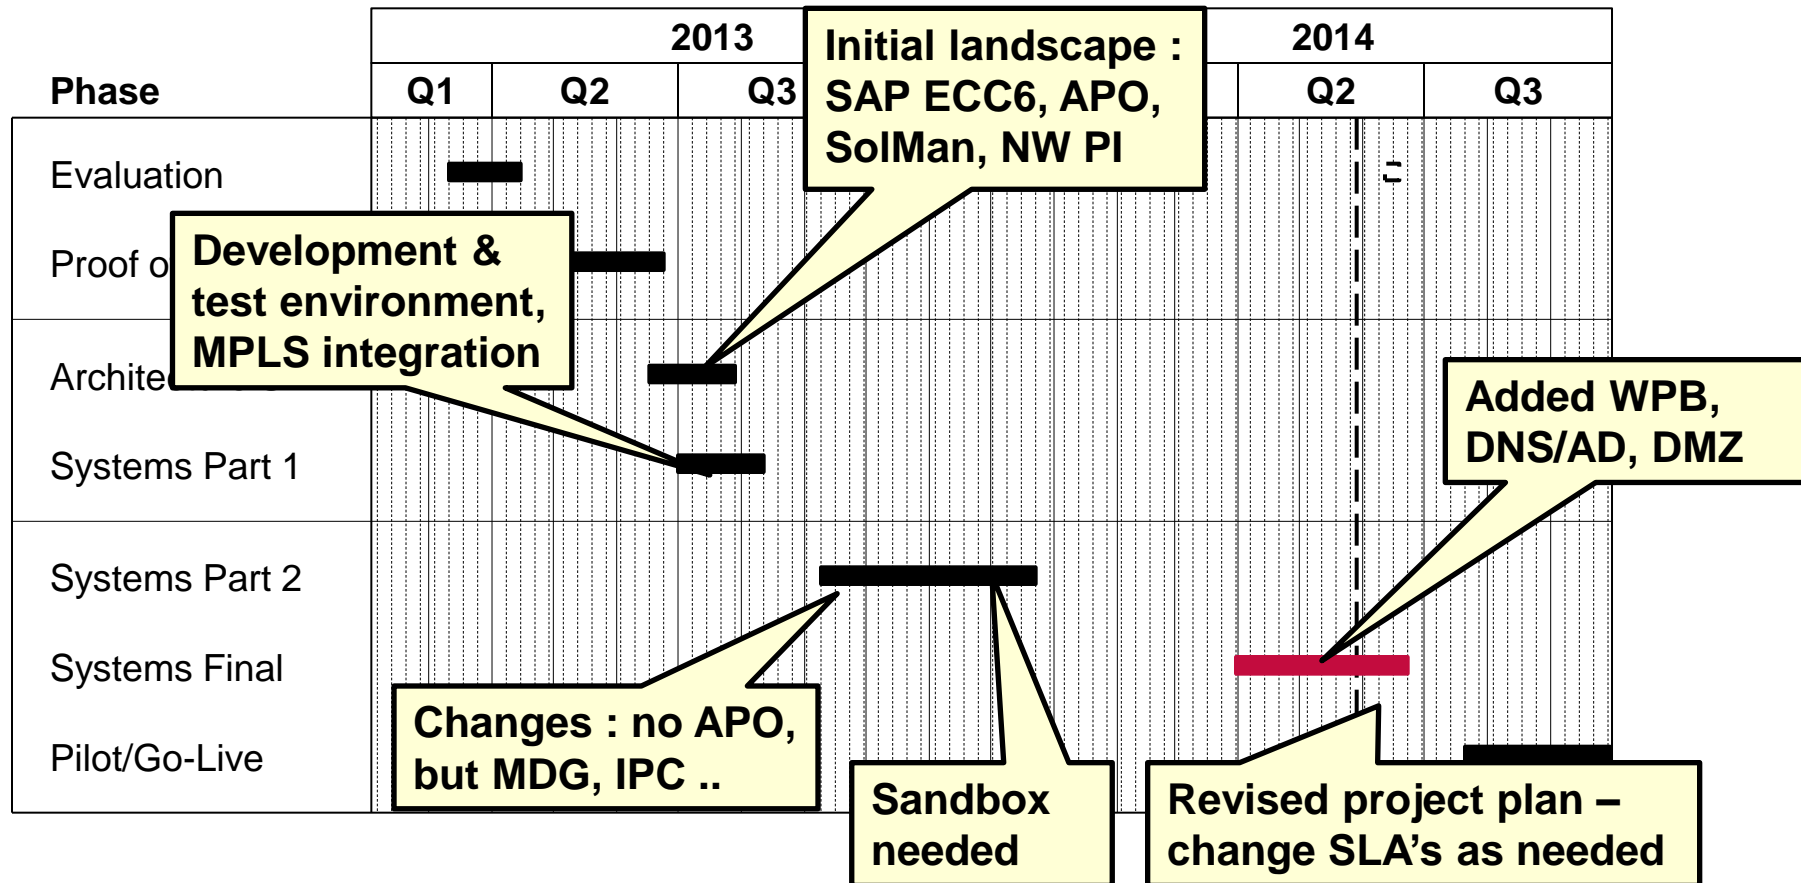 2013
2014
Phase
Q1
Q2
Q3
Q2
Q3
Initial landscape :
SAP ECC6, APO,
SolMan, NW PI
Evaluation
Proof
Development &
test environment,
MPLS integration
Systems Part 1
Added WPB,
DNS/AD, DMZ
Systems Part 2
Systems Final
Changes : no APO,
but MDG, IPC ..
Pilot/Go-Live
Sandbox
needed
Revised project plan –
change SLA's as needed